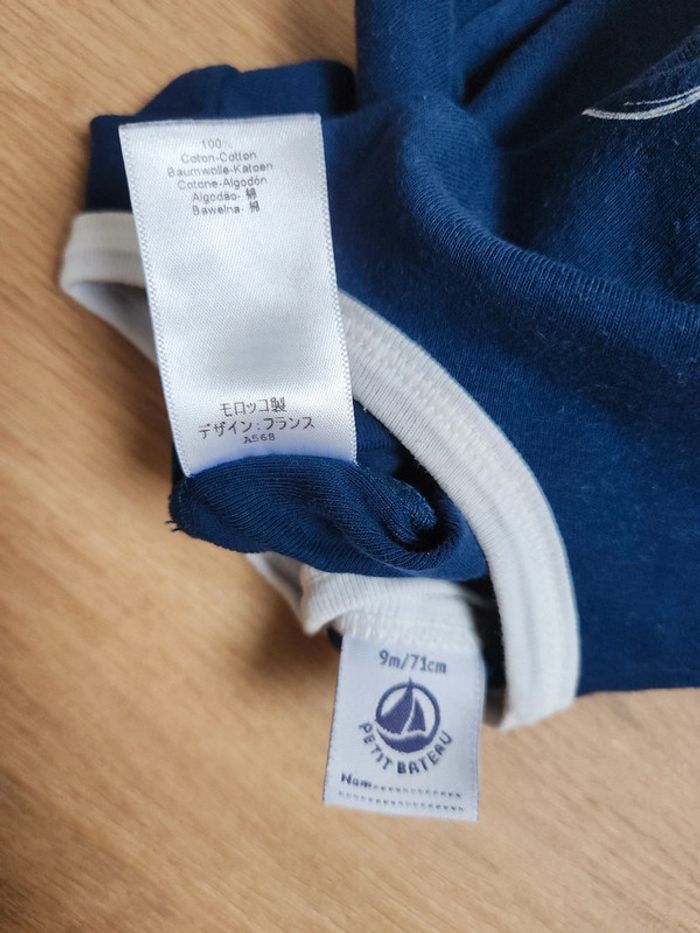 100%
Coton-Cotton
Baumwolle-Katoen
Cotone-Algodón
Algodão- 棉
Bawełna- 綿
モロッコ製
デザイン:フランス
A568
9m/71cm
PETIT BATEAU
Nom